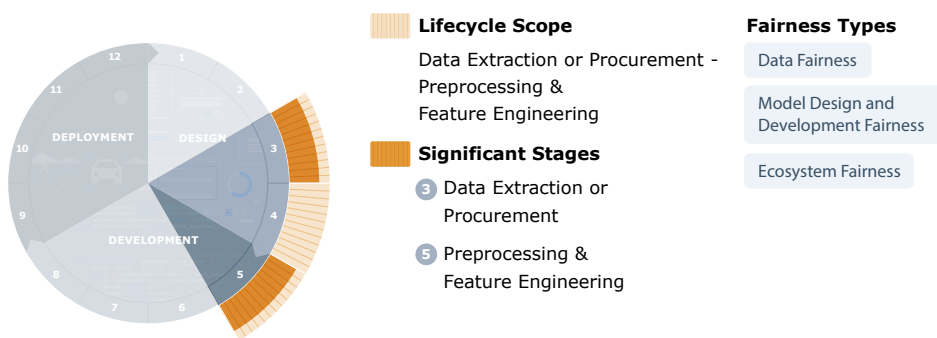 12
1
11
2
DEPLOYMENT
DESIGN
10
3
9
4
DEVELOPMENT
8
5
7
6
Lifecycle Scope
Data Extraction or Procurement -
Preprocessing &
Feature Engineering
Significant Stages
3 Data Extraction or
Procurement
5 Preprocessing &
Feature Engineering
Fairness Types
Data Fairness
Model Design and
Development Fairness
Ecosystem Fairness